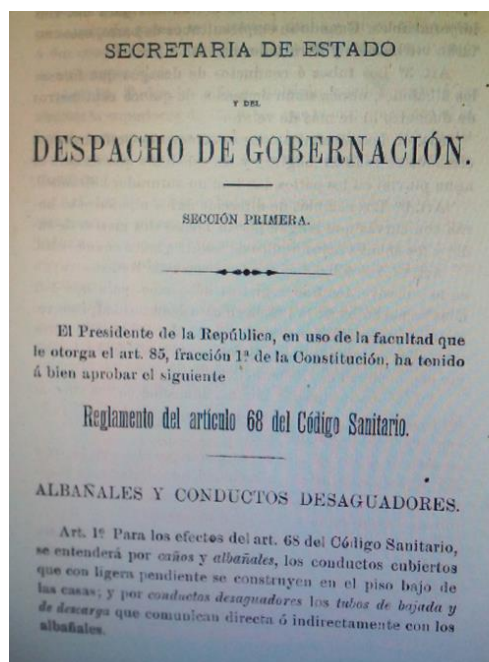 SECRETARIA DE ESTADO
Y DEL
DESPACHO DE GOBERNACIÓN.
SECCIÓN PRIMERA.
El Presidente de la República, en uso de la facultad que
le otorga el art. 85, fracción 1ª de la Constitución, ha tenido
á bien aprobar el siguiente
Reglamento del artículo 68 del Código Sanitario.
ALBAÑALES Y CONDUCTOS DESAGUADORES.
Art. 1º Para los efectos del art. 68 del Código Sanitario,
se entenderá por caños y albañales, los conductos cubiertos
que con ligera pendiente se construyen en el piso bajo de
las casas; y por conductos desaguadores los tubos de bajada y
de descarga que comunican directa ó indirectamente con los
albañales.